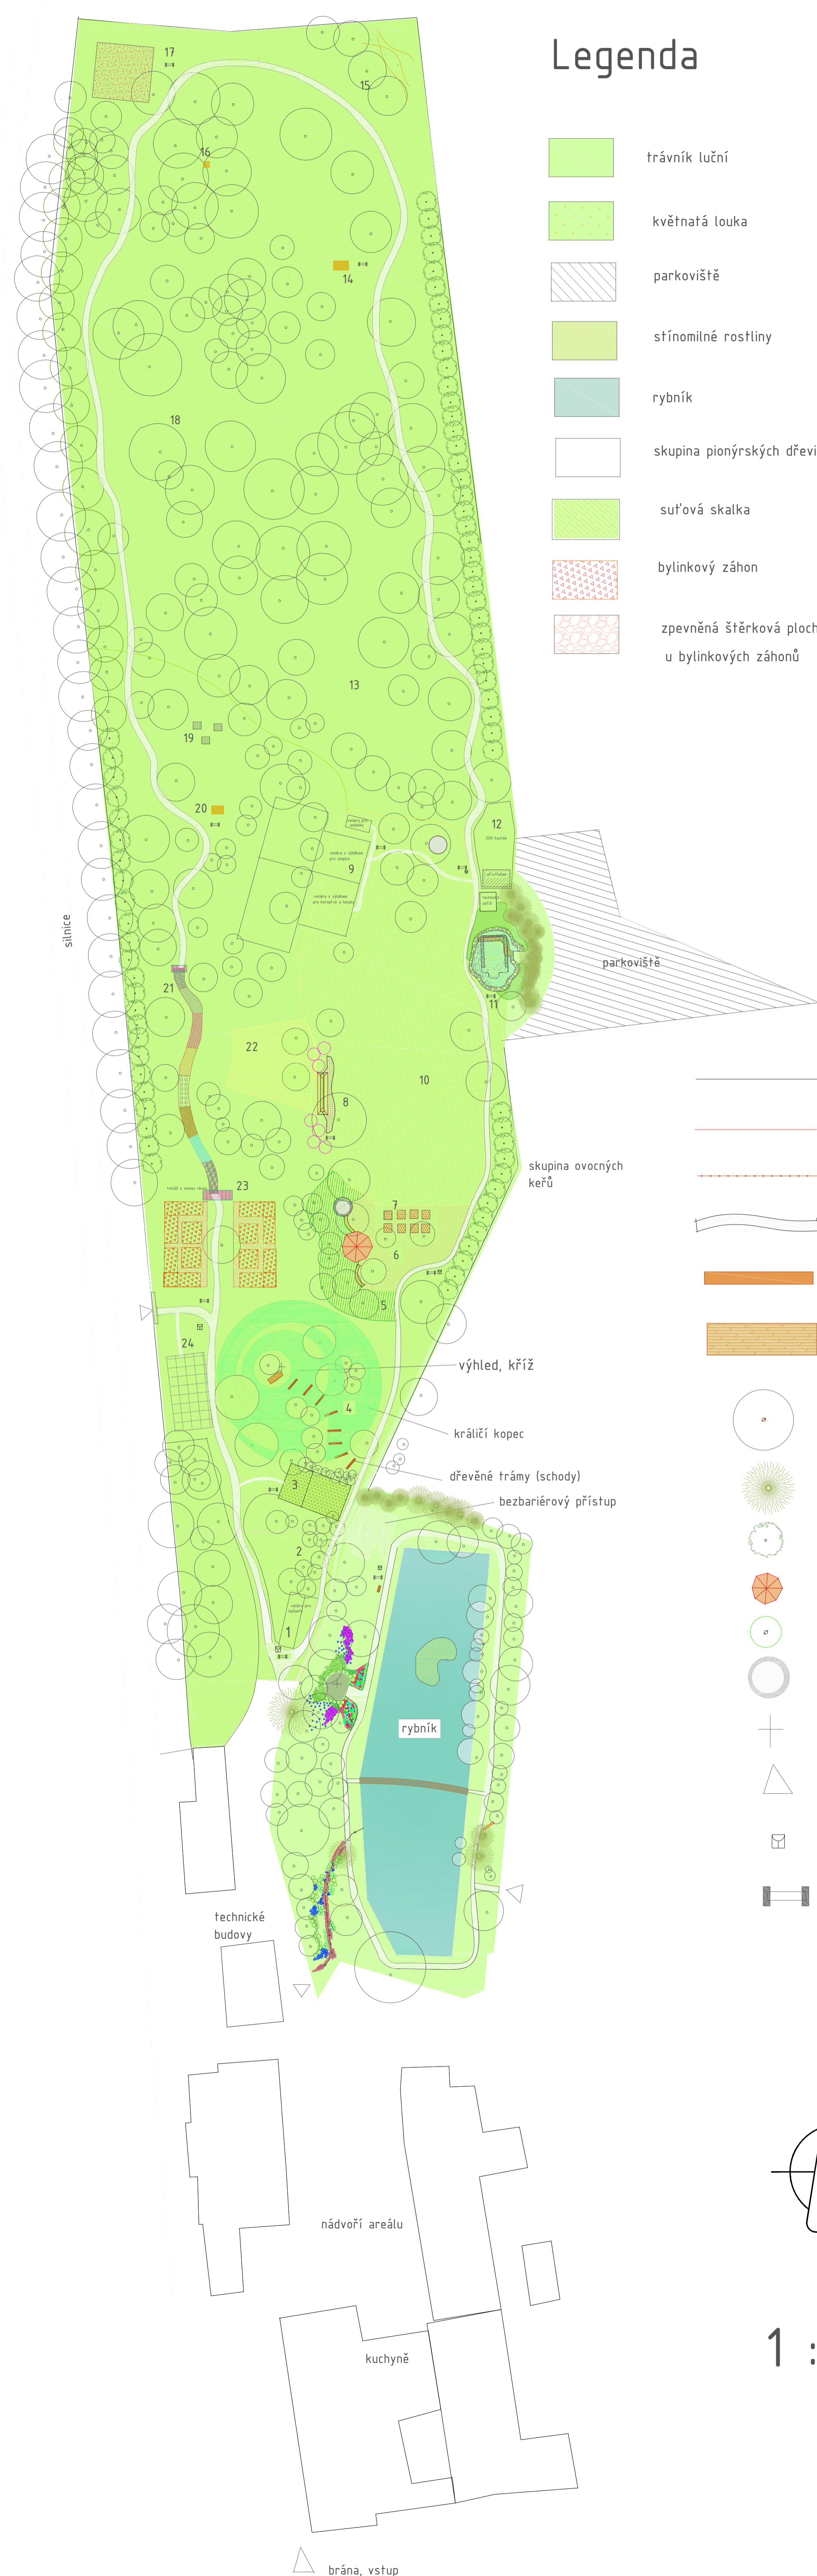 Legenda
trávník luční
květnatá louka
parkoviště
stínomilné rostliny
rybník
skupina pionýrských dřevi
suťová skalka
bylinkový záhon
zpevněná štěrková ploch
u bylinkových záhonů
17
15
16
14
18
13
19
20
12
ZOO koutek
přístřešek
9
silnice
parkoviště
21
11
22
10
8
skupina ovocných
keřů
23
7
6
5
24
výhled, kříž
4
králičí kopec
dřevěné trámy (schody)
3
bezbariérový přístup
2
1
rybník
technické
budovy
nádvoří areálu
1 :
kuchyně
brána, vstup